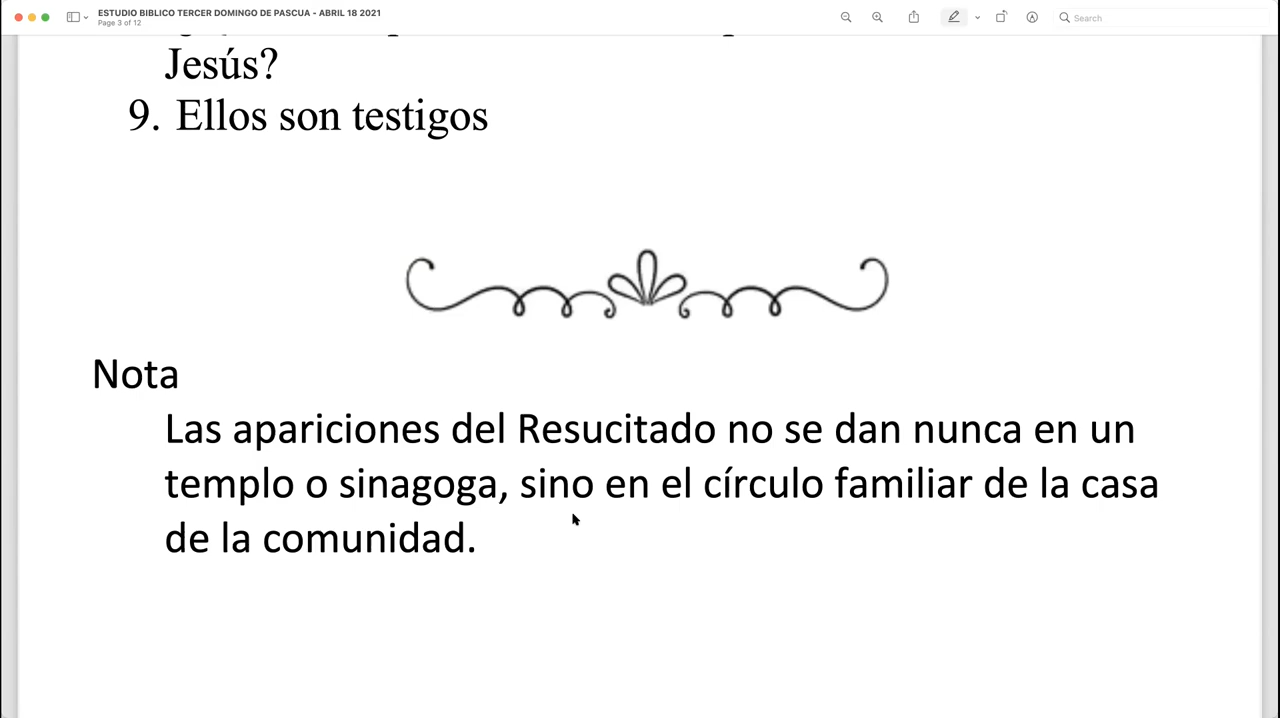 ESTUDIO BIBLICO TERCER DOMINGO DE PASCUA - ABRIL 18 2021
Page 3 of 12
Search
Jesús?
9. Ellos son testigos
Nota
Las apariciones del Resucitado no se dan nunca en un
templo o sinagoga, sino en el círculo familiar de la casa
de la comunidad.